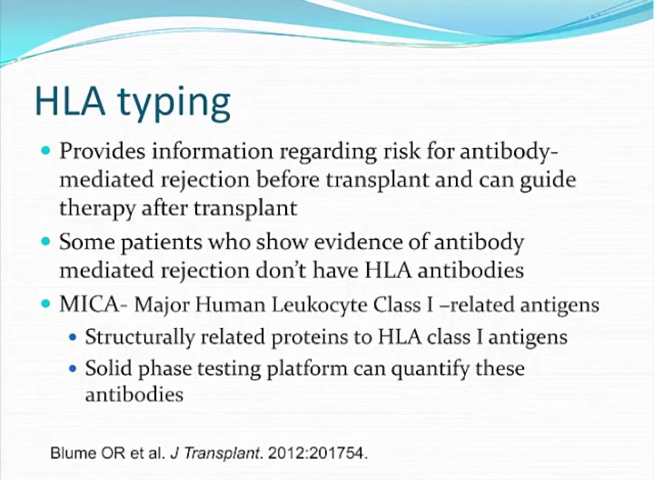 HLA typing
• Provides information regarding risk for antibody-
mediated rejection before transplant and can guide
therapy after transplant
• Some patients who show evidence of antibody
mediated rejection don't have HLA antibodies
• MICA- Major Human Leukocyte Class I –related antigens
• Structurally related proteins to HLA class I antigens
• Solid phase testing platform can quantify these
antibodies
Blume OR et al. J Transplant. 2012:201754.